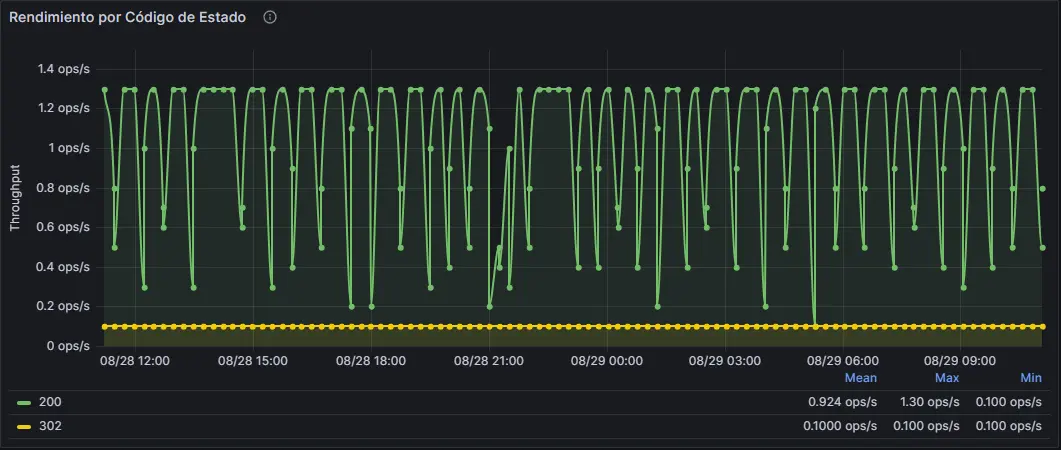 Rendimiento por Código de Estado
1.4 ops/s
1.2 ops/s
1 ops/s
0.8 ops/s
0.6 ops/s
0.4 ops/s
0.2 ops/s
0 ops/s
Throughput
08/28 12:00 08/28 15:00 08/28 18:00 08/28 21:00 08/29 00:00 08/29 03:00 08/29 06:00 08/29 09:00
Mean Max Min
200 0.924 ops/s 1.30 ops/s 0.100 ops/s
302 0.1000 ops/s 0.100 ops/s 0.100 ops/s